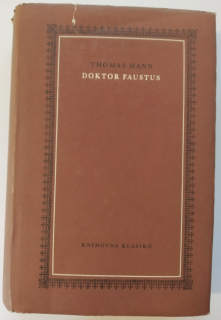 THOMAS MANN
DOKTOR FAUSTUS
KNIHOVNA KLASIKŮ